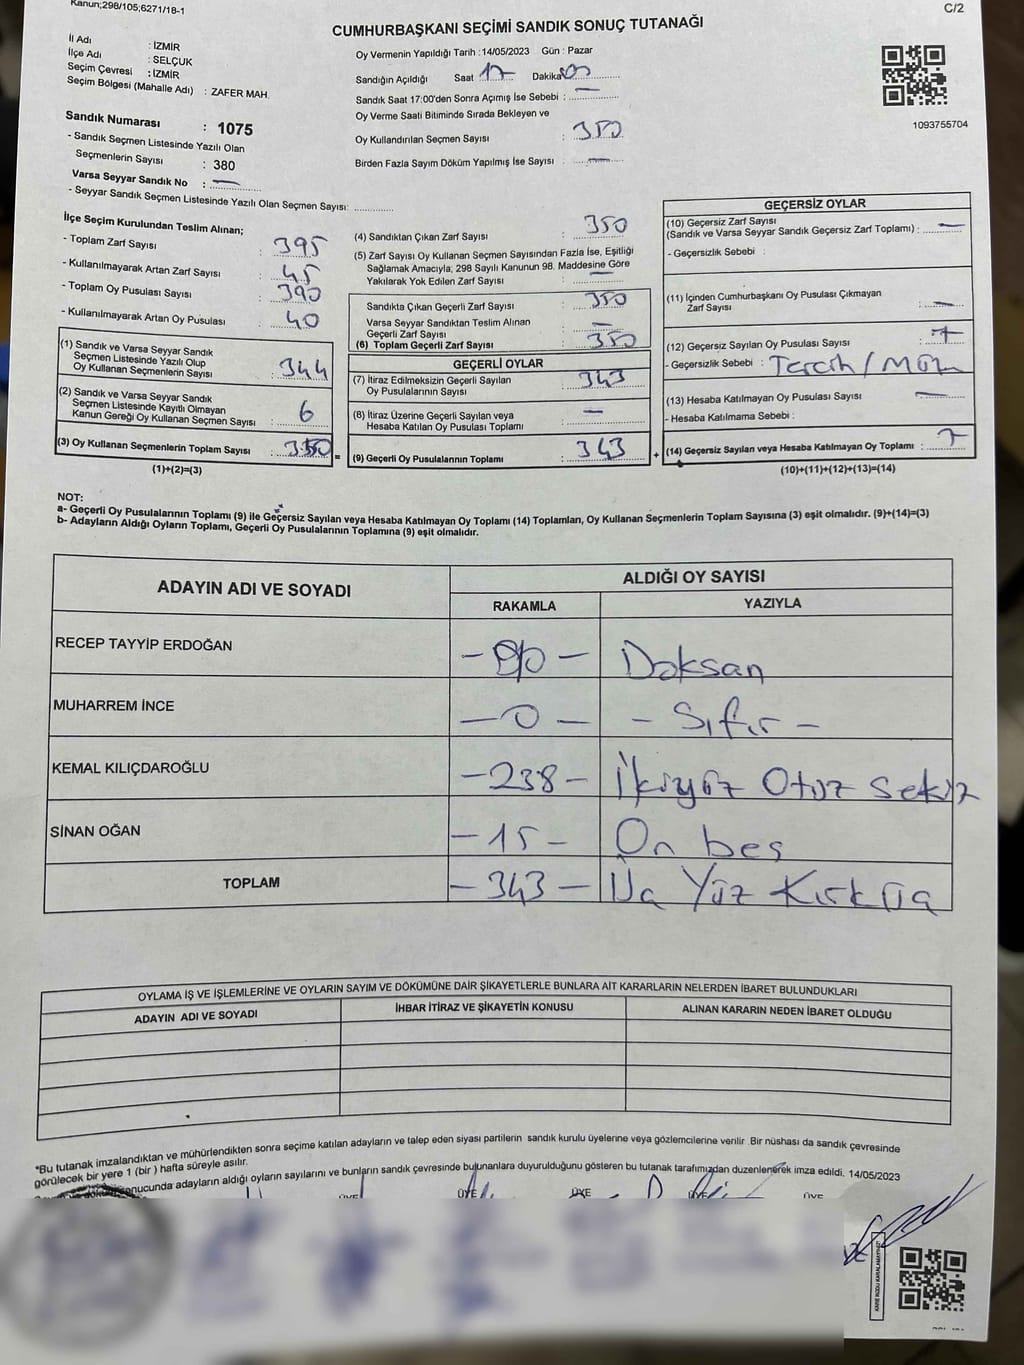 Kanun;298/105;6271/18-1
C/2
CUMHURBAŞKANI SEÇİMİ SANDIK SONUÇ TUTANAĞI
İl Adı : İZMİR
İlçe Adı : SELÇUK
Seçim Çevresi : İZMİR
Seçim Bölgesi (Mahalle Adı) : ZAFER MAH.
Sandık Numarası : 1075
- Sandık Seçmen Listesinde Yazılı Olan
Seçmenlerin Sayısı : 380
Varsa Seyyar Sandık No : —
- Seyyar Sandık Seçmen Listesinde Yazılı Olan Seçmen Sayısı: ..............
Oy Vermenin Yapıldığı Tarih : 14/05/2023 Gün : Pazar
Sandığın Açıldığı Saat 17 Dakika 00
Sandık Saat 17:00'den Sonra Açımış İse Sebebi : —
Oy Verme Saati Bitiminde Sırada Bekleyen ve
Oy Kullandırılan Seçmen Sayısı : 350
Birden Fazla Sayım Döküm Yapılmış İse Sayısı : —
1093755704
İlçe Seçim Kurulundan Teslim Alınan;
- Toplam Zarf Sayısı : 395
- Kullanılmayarak Artan Zarf Sayısı : 45
- Toplam Oy Pusulası Sayısı : 390
- Kullanılmayarak Artan Oy Pusulası : 40
(1) Sandık ve Varsa Seyyar Sandık
Seçmen Listesinde Yazılı Olup
Oy Kullanan Seçmenlerin Sayısı : 344
(2) Sandık ve Varsa Seyyar Sandık
Seçmen Listesinde Kayıtlı Olmayan
Kanun Gereği Oy Kullanan Seçmen Sayısı : 6
(3) Oy Kullanan Seçmenlerin Toplam Sayısı : 350 =
(1)+(2)=(3)
(4) Sandıktan Çıkan Zarf Sayısı : 350
(5) Zarf Sayısı Oy Kullanan Seçmen Sayısından Fazla İse, Eşitliği
Sağlamak Amacıyla, 298 Sayılı Kanunun 98. Maddesine Göre
Yakılarak Yok Edilen Zarf Sayısı : —
Sandıkta Çıkan Geçerli Zarf Sayısı : 350
Varsa Seyyar Sandıktan Teslim Alınan
Geçerli Zarf Sayısı : —
(6) Toplam Geçerli Zarf Sayısı : 350
GEÇERLİ OYLAR
(7) İtiraz Edilmeksizin Geçerli Sayılan
Oy Pusulalarının Sayısı : 343
(8) İtiraz Üzerine Geçerli Sayılan veya
Hesaba Katılan Oy Pusulası Toplamı : —
(9) Geçerli Oy Pusulalarının Toplamı : 343 +
GEÇERSİZ OYLAR
(10) Geçersiz Zarf Sayısı
(Sandık ve Varsa Seyyar Sandık Geçersiz Zarf Toplamı) : —
- Geçersizlik Sebebi :
(11) İçinden Cumhurbaşkanı Oy Pusulası Çıkmayan
Zarf Sayısı : —
(12) Geçersiz Sayılan Oy Pusulası Sayısı : 7
- Geçersizlik Sebebi : Tercih /
(13) Hesaba Katılmayan Oy Pusulası Sayısı : —
- Hesaba Katılmama Sebebi :
(14) Geçersiz Sayılan veya Hesaba Katılmayan Oy Toplamı : 7
(10)+(11)+(12)+(13)=(14)
NOT:
a- Geçerli Oy Pusulalarının Toplamı (9) ile Geçersiz Sayılan veya Hesaba Katılmayan Oy Toplamı (14) Toplamları, Oy Kullanan Seçmenlerin Toplam Sayısına (3) eşit olmalıdır. (9)+(14)=(3)
b- Adayların Aldığı Oyların Toplamı, Geçerli Oy Pusulalarının Toplamına (9) eşit olmalıdır.
ADAYIN ADI VE SOYADI
ALDIĞI OY SAYISI
RAKAMLA YAZIYLA
RECEP TAYYİP ERDOĞAN - 90 - Doksan
MUHARREM İNCE - 0 - - Sıfır -
KEMAL KILIÇDAROĞLU - 238 - İkiyüz Otuz Sekiz
SİNAN OĞAN - 15 - On beş
TOPLAM - 343 - Üç Yüz Kırküç
OYLAMA İŞ VE İŞLEMLERİNE VE OYLARIN SAYIM VE DÖKÜMÜNE DAİR ŞİKAYETLERLE BUNLARA AİT KARARLARIN NELERDEN İBARET BULUNDUKLARI
ADAYIN ADI VE SOYADI İHBAR İTİRAZ VE ŞİKAYETİN KONUSU ALINAN KARARIN NEDEN İBARET OLDUĞU
*Bu tutanak imzalandıktan ve mühürlendikten sonra seçime katılan adayların ve talep eden siyasi partilerin sandık kurulu üyelerine veya gözlemcilerine verilir .Bir nüshası da sandık çevresinde
görülecek bir yere 1 (bir ) hafta süreyle asılır.
sonucunda adayların aldığı oyların sayılarını ve bunların sandık çevresinde bulunanlara duyurulduğunu gösteren bu tutanak tarafımızdan düzenlenerek imza edildi. 14/05/2023
ÜYE ÜYE ÜYE ÜYE ÜYE
KARE KODU KARALAMAYINIZ!